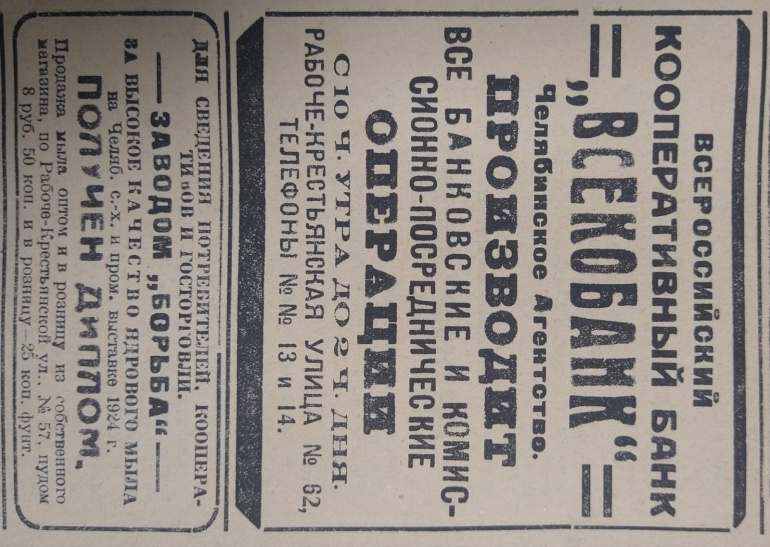 ВСЕРОССИЙСКИЙ
КООПЕРАТИВНЫЙ БАНК
„ВСЕКОБАНК“
Челябинское Агентство.
ПРОИЗВОДИТ
ВСЕ БАНКОВСКИЕ И КОМИС-
СИОННО-ПОСРЕДНИЧЕСКИЕ
ОПЕРАЦИИ
С 10 Ч. УТРА ДО 2 Ч. ДНЯ.
РАБОЧЕ-КРЕСТЬЯНСКАЯ УЛИЦА № 62,
ТЕЛЕФОНЫ №№ 13 и 14.
ДЛЯ СВЕДЕНИЯ ПОТРЕБИТЕЛЕЙ, КООПЕРА-
ТИВОВ И ГОСТОРГОВЛИ.
— ЗАВОДОМ „БОРЬБА“ —
ЗА ВЫСОКОЕ КАЧЕСТВО ЯДРОВОГО МЫЛА
на Челяб. с.-х. и пром. выставке 1924 г.
ПОЛУЧЕН ДИПЛОМ.
Продажа мыла оптом и в розницу из собственного
магазина, по Рабоче-Крестьянской ул., № 57, пудом
8 руб. 50 коп. и в розницу—25 коп. фунт.